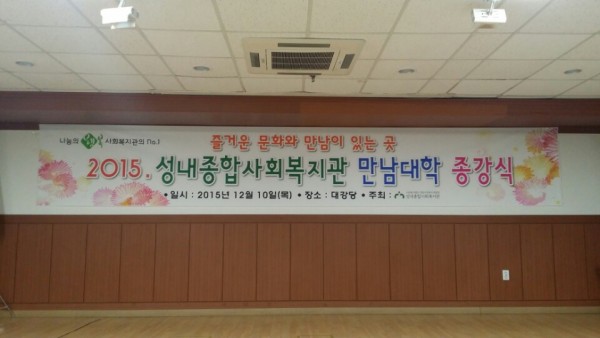 나눔의 사회복지관의 no.1
즐거운 문화와 만남이 있는 곳
2015. 성내종합사회복지관 만남대학 종강식
•일시 : 2015년 12월 10일(목) •장소 : 대강당 •주최 :